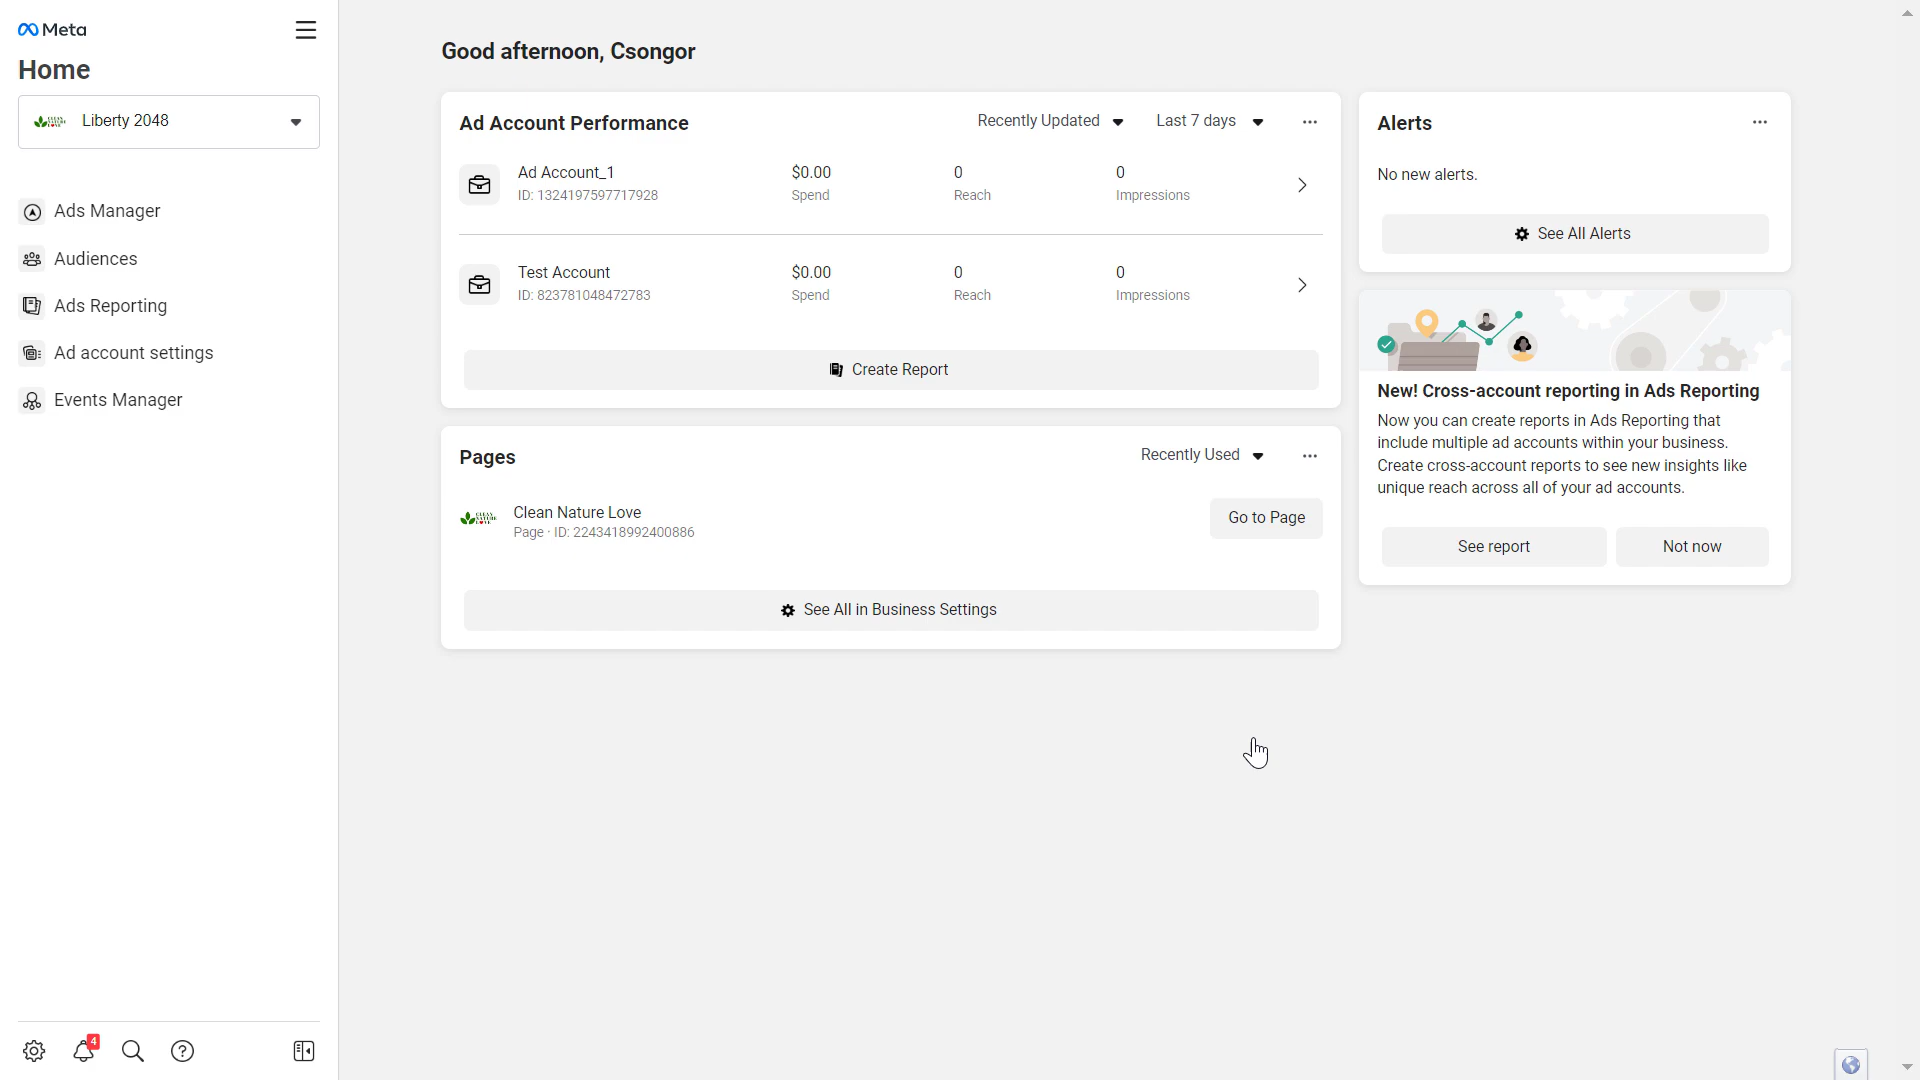 Meta
Home
Liberty 2048
Ads Manager
Audiences
Ads Reporting
Ad account settings
Events Manager
4
Good afternoon, Csongor
Ad Account Performance
Recently Updated
Last 7 days
Ad Account_1
ID: 1324197597717928
$0.00
Spend
0
Reach
0
Impressions
Test Account
ID: 823781048472783
$0.00
Spend
0
Reach
0
Impressions
Create Report
Pages
Recently Used
CLEAN
NATURE
LOVE
Clean Nature Love
Page · ID: 2243418992400886
Go to Page
See All in Business Settings
Alerts
No new alerts.
See All Alerts
New! Cross-account reporting in Ads Reporting
Now you can create reports in Ads Reporting that
include multiple ad accounts within your business.
Create cross-account reports to see new insights like
unique reach across all of your ad accounts.
See report
Not now